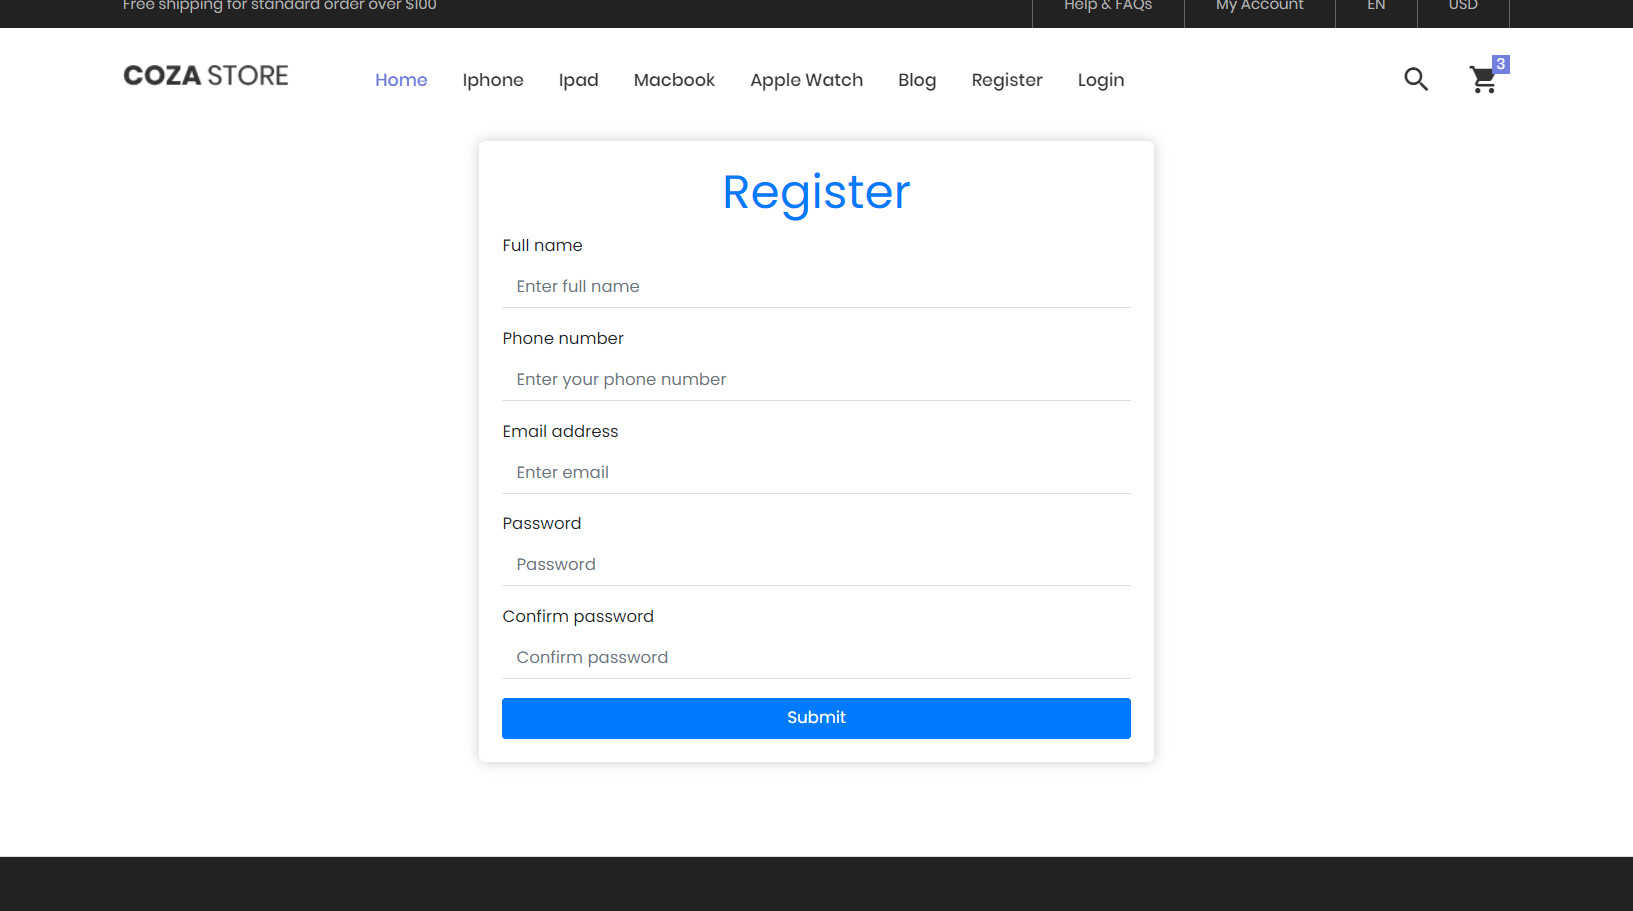 Free shipping for standard order over $100
Help & FAQs
My Account
EN
USD
COZA STORE
Home
Iphone
Ipad
Macbook
Apple Watch
Blog
Register
Login
3
Register
Full name
Enter full name
Phone number
Enter your phone number
Email address
Enter email
Password
Password
Confirm password
Confirm password
Submit